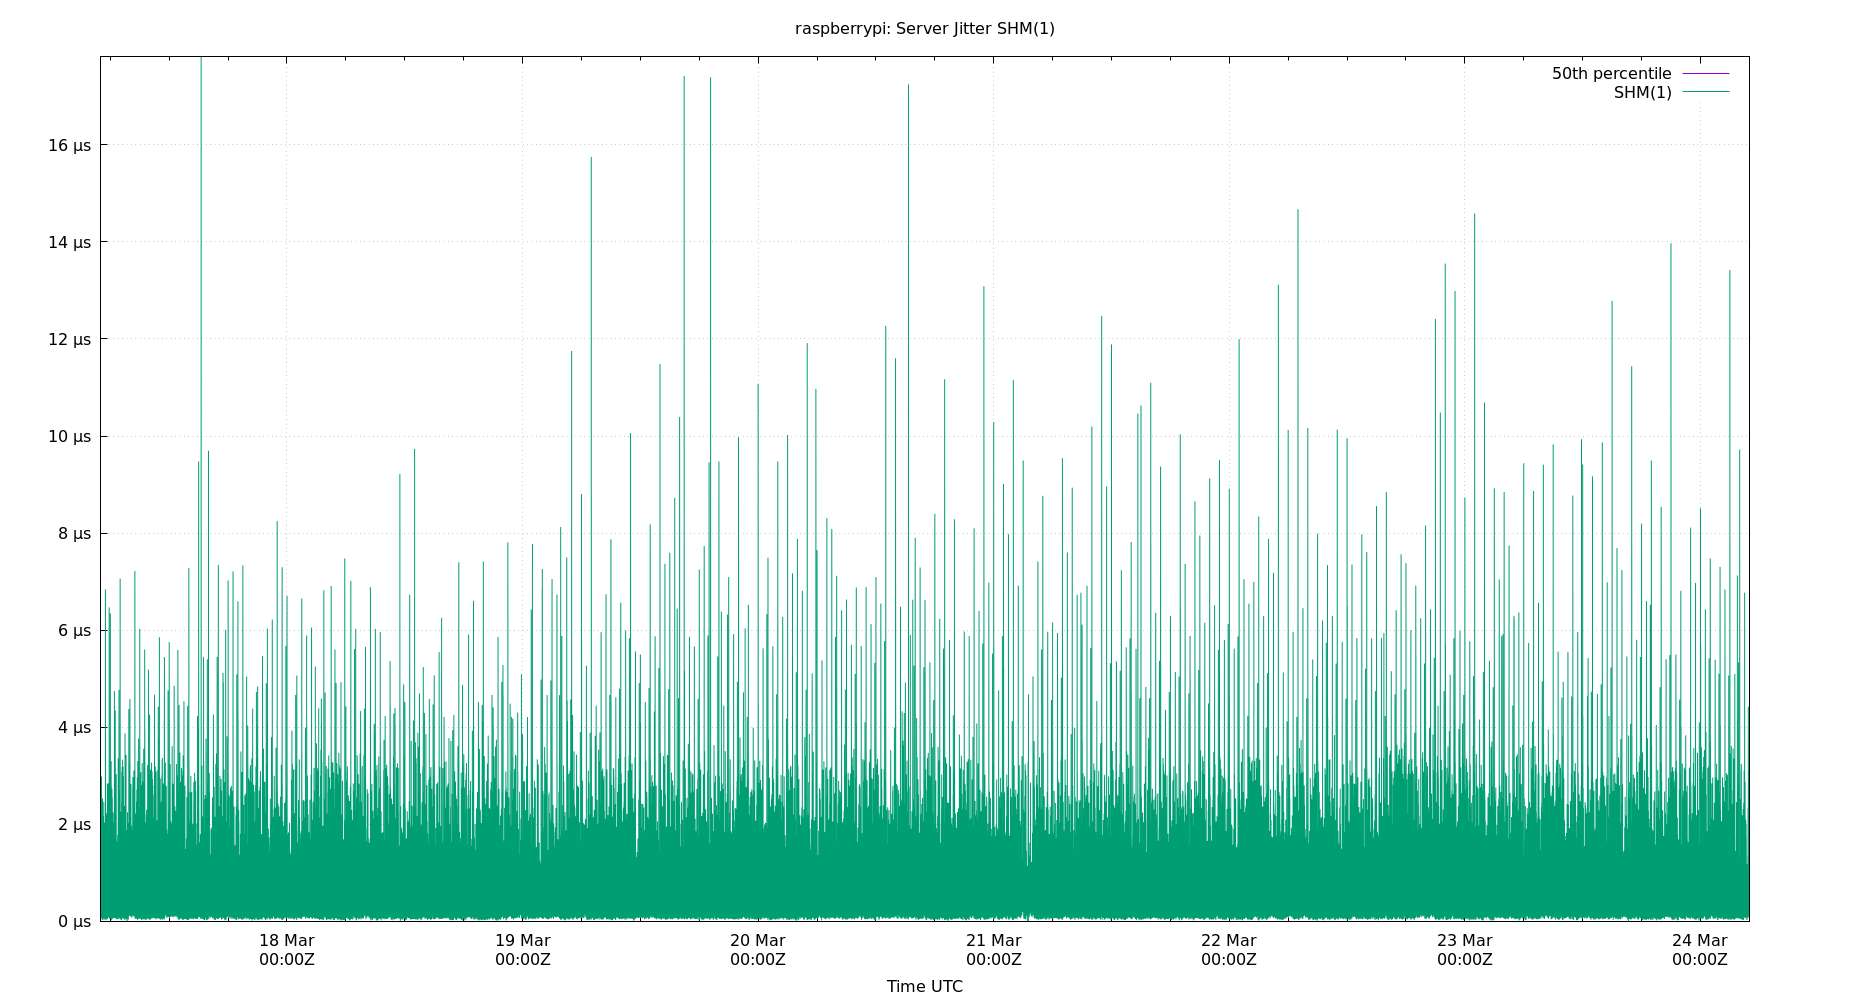 raspberrypi: Server Jitter SHM(1)
50th percentile
SHM(1)
16 µs
14 µs
12 µs
10 µs
8 µs
6 µs
4 µs
2 µs
0 µs
18 Mar 19 Mar 20 Mar 21 Mar 22 Mar 23 Mar 24 Mar
00:00Z 00:00Z 00:00Z 00:00Z 00:00Z 00:00Z 00:00Z
Time UTC